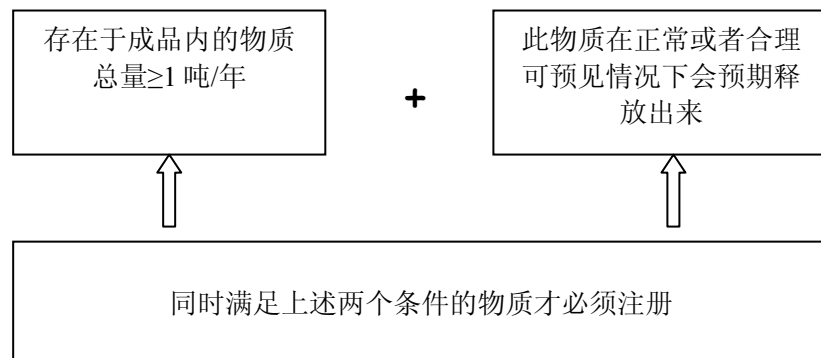 存在于成品内的物质
总量≥1 吨/年
+
此物质在正常或者合理
可预见情况下会预期释
放出来
同时满足上述两个条件的物质才必须注册